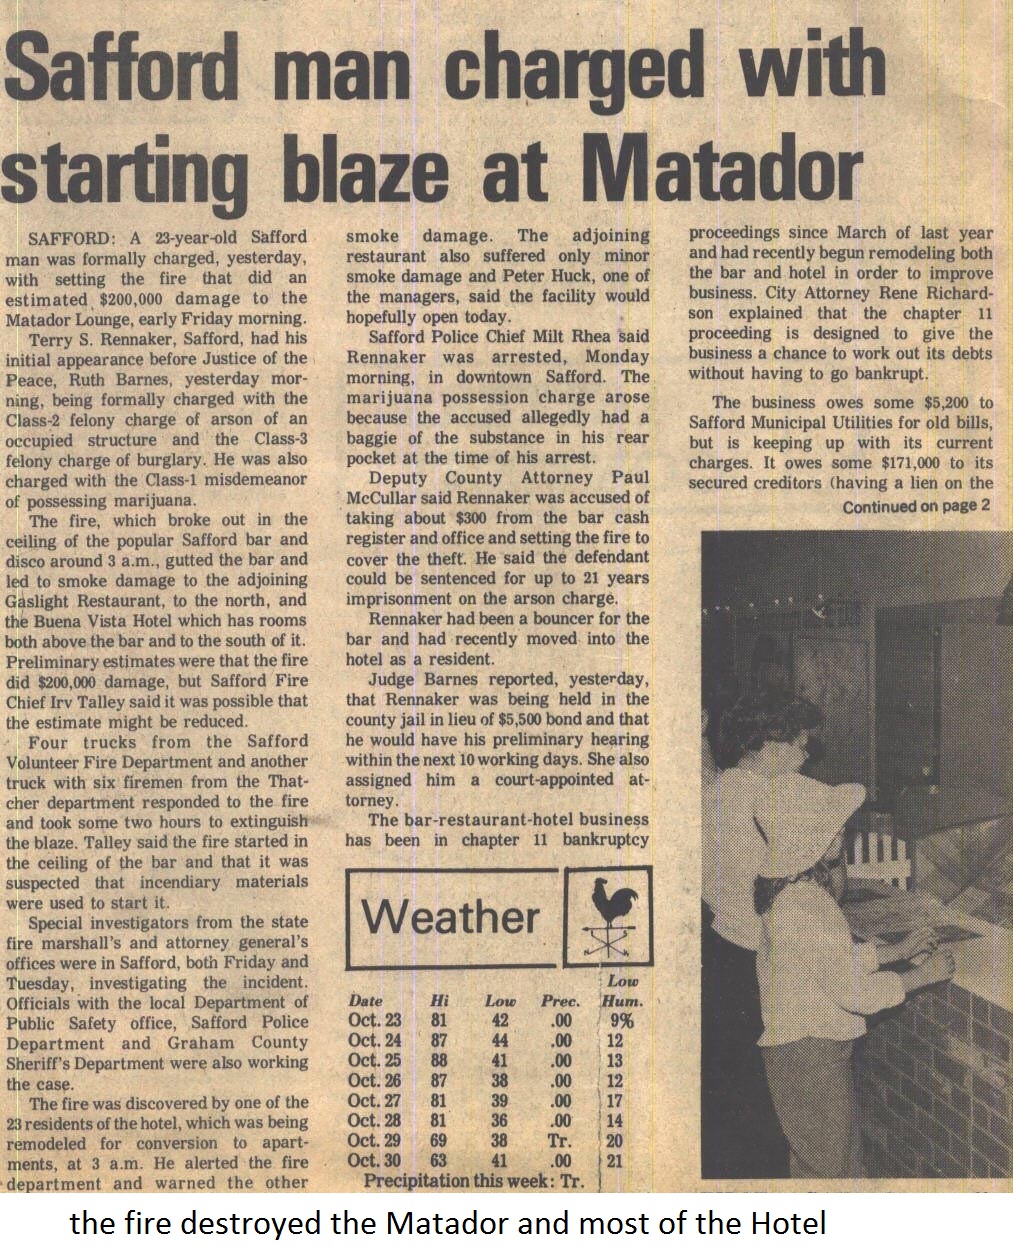 Safford man charged with
starting blaze at Matador
SAFFORD: A 23-year-old Safford
man was formally charged, yesterday,
with setting the fire that did an
estimated $200,000 damage to the
Matador Lounge, early Friday morning.
Terry S. Rennaker, Safford, had his
initial appearance before Justice of the
Peace, Ruth Barnes, yesterday mor-
ning, being formally charged with the
Class-2 felony charge of arson of an
occupied structure and the Class-3
felony charge of burglary. He was also
charged with the Class-1 misdemeanor
of possessing marijuana.
The fire, which broke out in the
ceiling of the popular Safford bar and
disco around 3 a.m., gutted the bar and
led to smoke damage to the adjoining
Gaslight Restaurant, to the north, and
the Buena Vista Hotel which has rooms
both above the bar and to the south of it.
Preliminary estimates were that the fire
did $200,000 damage, but Safford Fire
Chief Irv Talley said it was possible that
the estimate might be reduced.
Four trucks from the Safford
Volunteer Fire Department and another
truck with six firemen from the That-
cher department responded to the fire
and took some two hours to extinguish
the blaze. Talley said the fire started in
the ceiling of the bar and that it was
suspected that incendiary materials
were used to start it.
Special investigators from the state
fire marshall's and attorney general's
offices were in Safford, both Friday and
Tuesday, investigating the incident.
Officials with the local Department of
Public Safety office, Safford Police
Department and Graham County
Sheriff's Department were also working
the case.
The fire was discovered by one of the
23 residents of the hotel, which was being
remodeled for conversion to apart-
ments, at 3 a.m. He alerted the fire
department and warned the other
smoke damage. The adjoining
restaurant also suffered only minor
smoke damage and Peter Huck, one of
the managers, said the facility would
hopefully open today.
Safford Police Chief Milt Rhea said
Rennaker was arrested, Monday
morning, in downtown Safford. The
marijuana possession charge arose
because the accused allegedly had a
baggie of the substance in his rear
pocket at the time of his arrest.
Deputy County Attorney Paul
McCullar said Rennaker was accused of
taking about $300 from the bar cash
register and office and setting the fire to
cover the theft. He said the defendant
could be sentenced for up to 21 years
imprisonment on the arson charge.
Rennaker had been a bouncer for the
bar and had recently moved into the
hotel as a resident.
Judge Barnes reported, yesterday,
that Rennaker was being held in the
county jail in lieu of $5,500 bond and that
he would have his preliminary hearing
within the next 10 working days. She also
assigned him a court-appointed at-
torney.
The bar-restaurant-hotel business
has been in chapter 11 bankruptcy
proceedings since March of last year
and had recently begun remodeling both
the bar and hotel in order to improve
business. City Attorney Rene Richard-
son explained that the chapter 11
proceeding is designed to give the
business a chance to work out its debts
without having to go bankrupt.
The business owes some $5,200 to
Safford Municipal Utilities for old bills,
but is keeping up with its current
charges. It owes some $171,000 to its
secured creditors (having a lien on the
Continued on page 2
Weather
Low
Date Hi Low Prec. Hum.
Oct. 23 81 42 .00 9%
Oct. 24 87 44 .00 12
Oct. 25 88 41 .00 13
Oct. 26 87 38 .00 12
Oct. 27 81 39 .00 17
Oct. 28 81 36 .00 14
Oct. 29 69 38 Tr. 20
Oct. 30 63 41 .00 21
Precipitation this week: Tr.
the fire destroyed the Matador and most of the Hotel